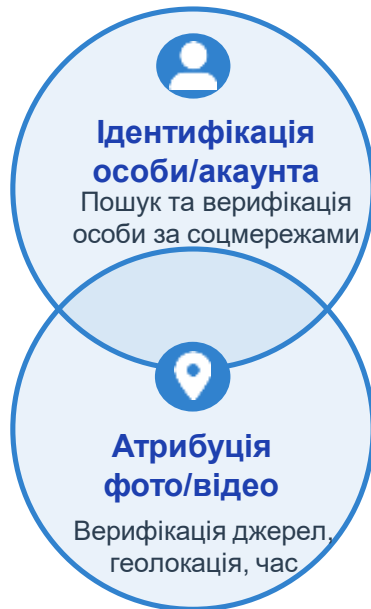 Ідентифікація
особи/акаунта
Пошук та верифікація
особи за соцмережами
Атрибуція
фото/відео
Верифікація джерел,
геолокація, час